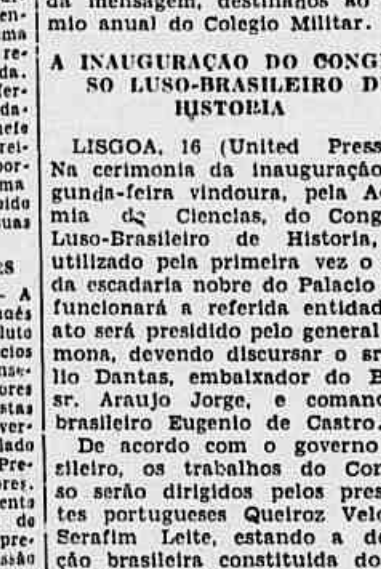 da mensagem, destinados ao
mio anual do Colegio Militar.
A INAUGURAÇÃO DO CONG
SO LUSO-BRASILEIRO D
HISTORIA
LISGOA, 16 (United Press
Na cerimonia da inauguração
gunda-feira vindoura, pela A
mia de Ciencias, do Cong
Luso-Brasileiro de Historia,
utilizado pela primeira vez o
da escadaria nobre do Palacio
funcionará a referida entidad
ato será presidido pelo general
mona, devendo discursar o sr
lio Dantas, embaixador do B
sr. Araujo Jorge, e coman
brasileiro Eugenio de Castro.
De acordo com o governo
sileiro, os trabalhos do Con
so serão dirigidos pelos pres
tes portugueses Queiroz Velo
Serafim Leite, estando a de
ção brasileira constituida do